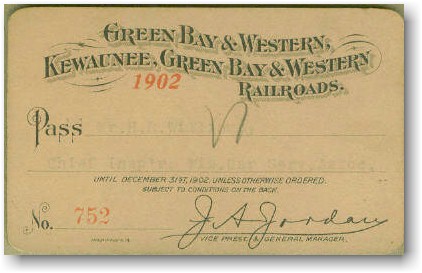 GREEN BAY & WESTERN,
KEWAUNEE, GREEN BAY & WESTERN
1902
RAILROADS.
Pass
UNTIL DECEMBER 31ST, 1902, UNLESS OTHERWISE ORDERED.
SUBJECT TO CONDITIONS ON THE BACK.
No. 752
J A Jordan
VICE PREST. & GENERAL MANAGER.